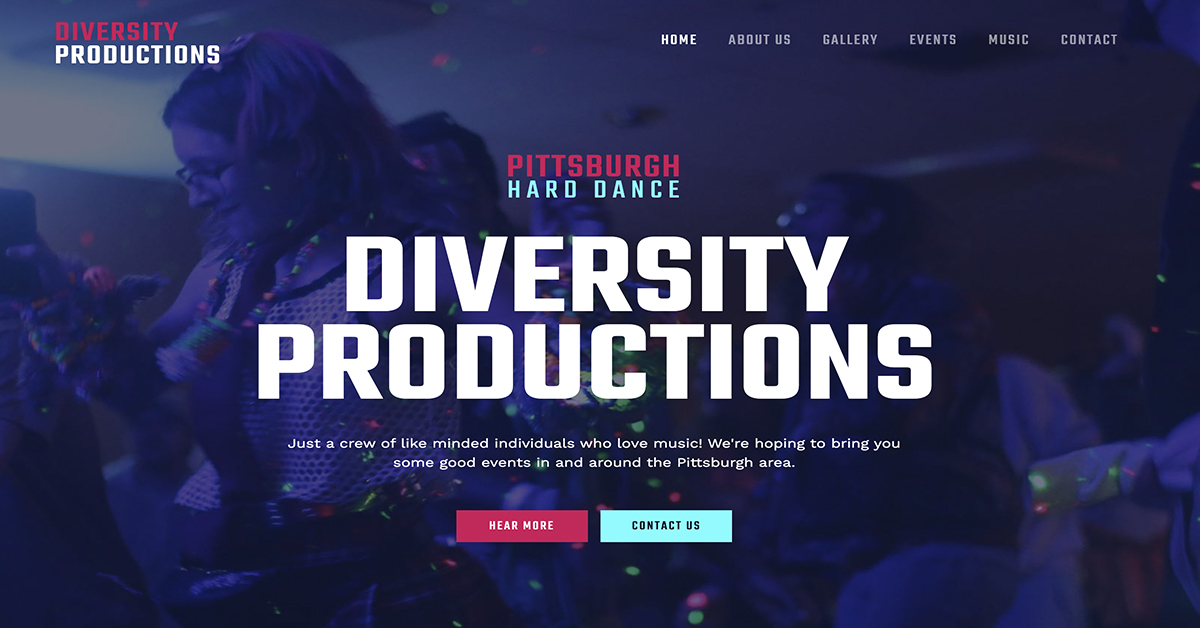 DIVERSITY
PRODUCTIONS
HOME ABOUT US GALLERY EVENTS MUSIC CONTACT
PITTSBURGH
HARD DANCE
DIVERSITY
PRODUCTIONS
Just a crew of like minded individuals who love music! We're hoping to bring you
some good events in and around the Pittsburgh area.
HEAR MORE CONTACT US